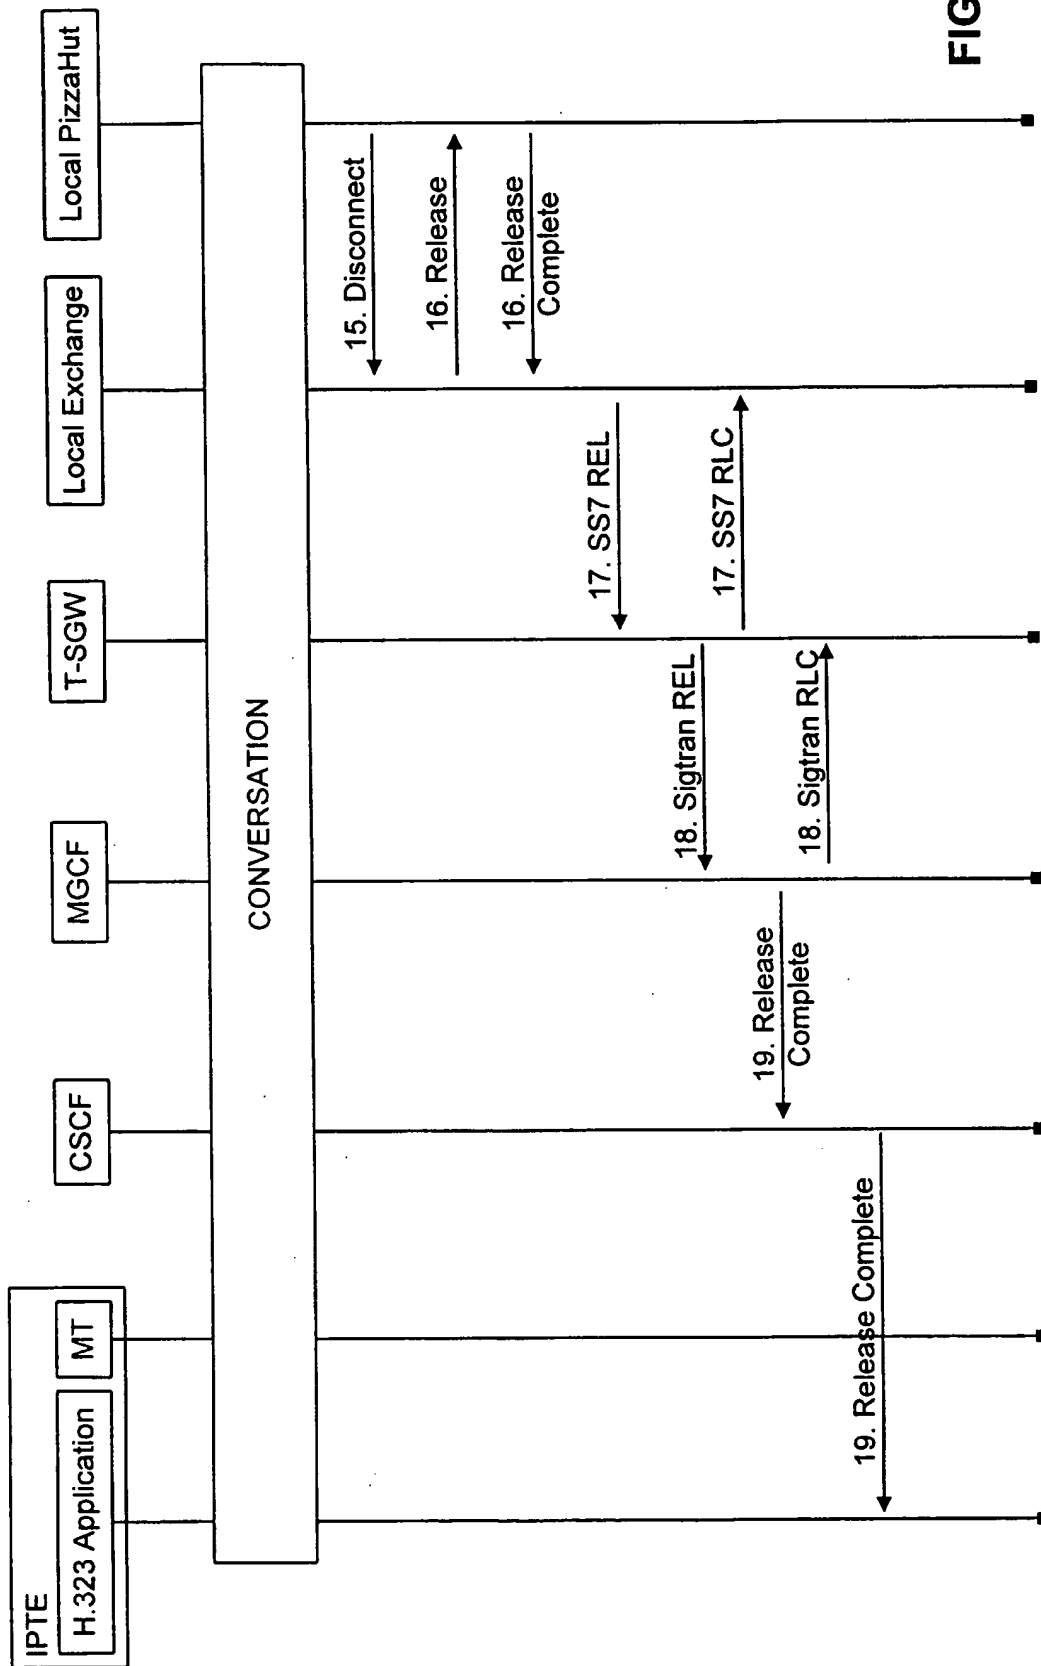 IPTE
H.323 Application
MT
CSCF
MGCF
T-SGW
Local Exchange
Local PizzaHut
CONVERSATION
15. Disconnect
16. Release
16. Release
Complete
17. SS7 REL
18. Sigtran REL
17. SS7 RLC
19. Release
Complete
18. Sigtran RLC
19. Release Complete
FIG